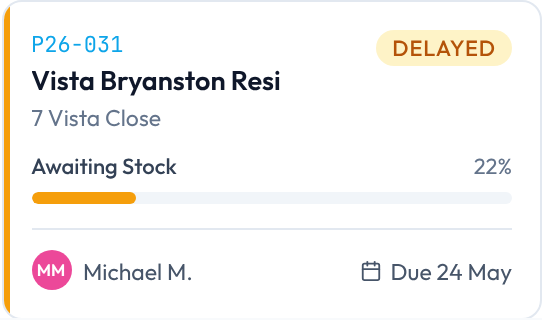 P26-031
DELAYED
Vista Bryanston Resi
7 Vista Close
Awaiting Stock
22%
MM
Michael M.
Due 24 May